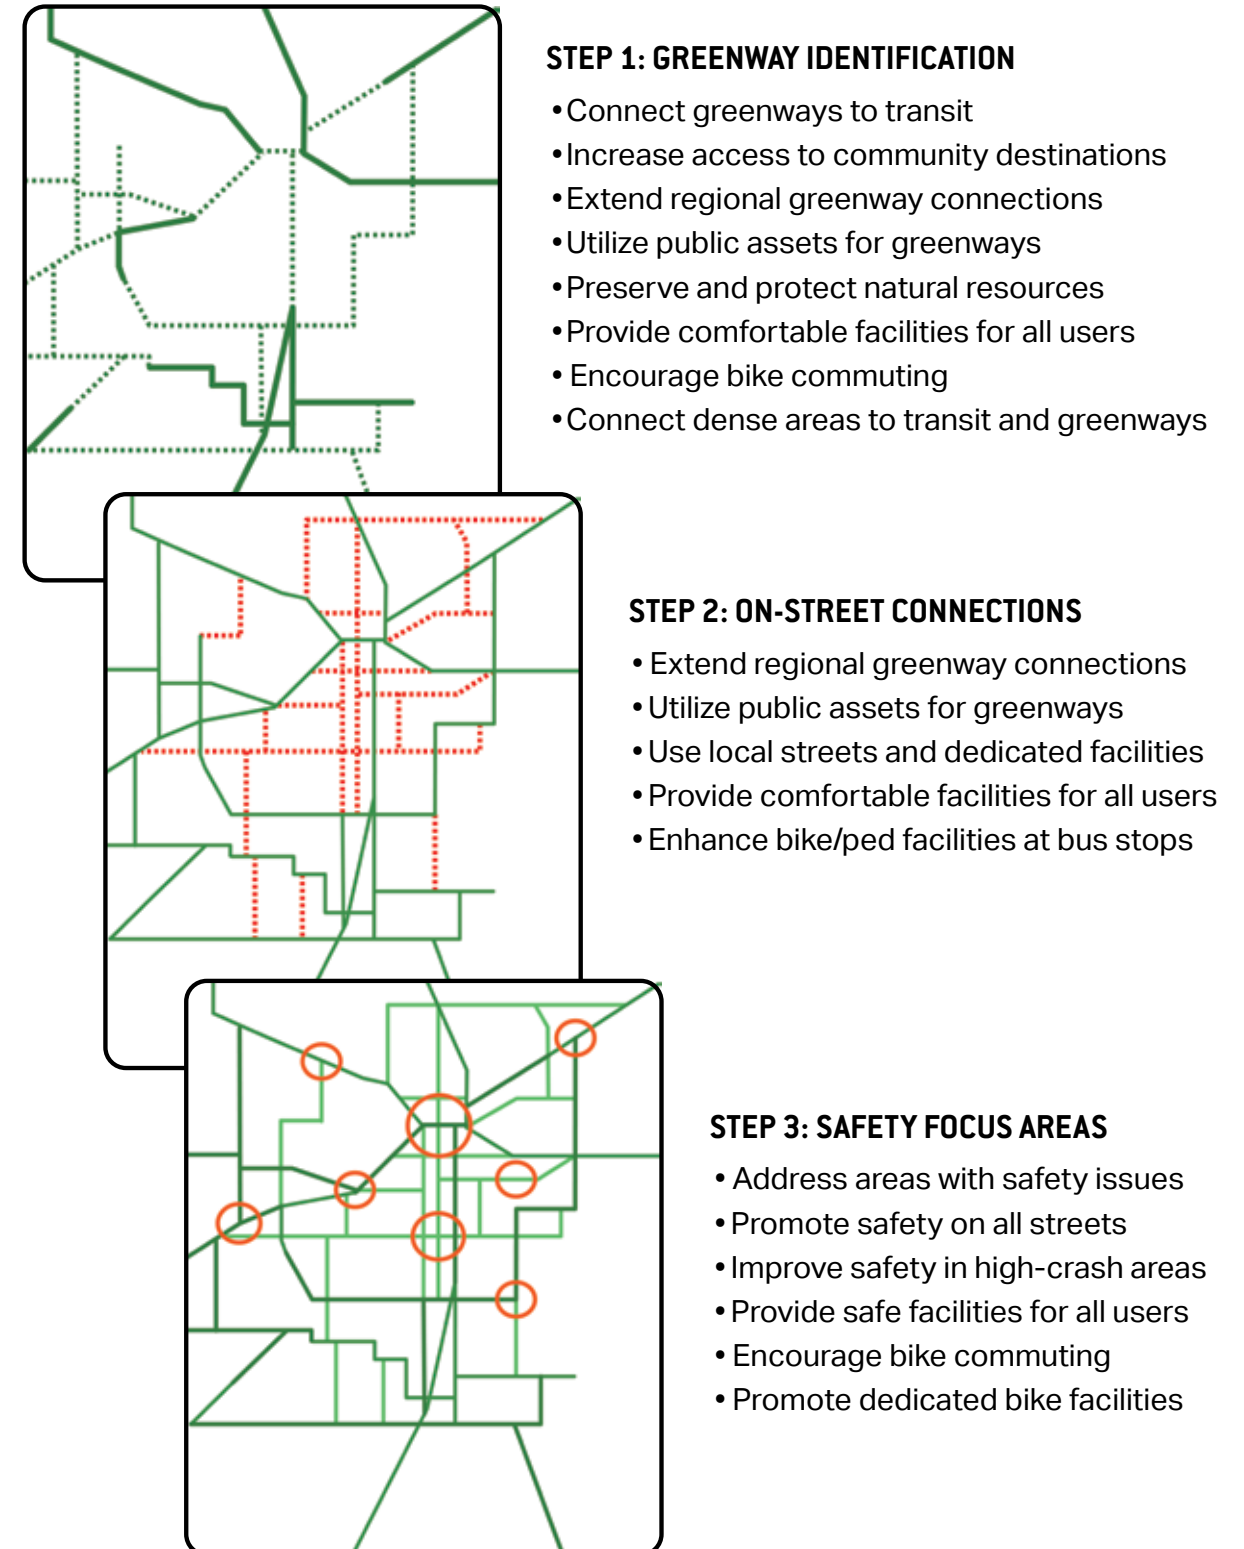 STEP 1: GREENWAY IDENTIFICATION
•Connect greenways to transit
•Increase access to community destinations
•Extend regional greenway connections
•Utilize public assets for greenways
•Preserve and protect natural resources
•Provide comfortable facilities for all users
• Encourage bike commuting
•Connect dense areas to transit and greenways
STEP 2: ON-STREET CONNECTIONS
• Extend regional greenway connections
•Utilize public assets for greenways
•Use local streets and dedicated facilities
•Provide comfortable facilities for all users
•Enhance bike/ped facilities at bus stops
STEP 3: SAFETY FOCUS AREAS
• Address areas with safety issues
•Promote safety on all streets
•Improve safety in high-crash areas
•Provide safe facilities for all users
• Encourage bike commuting
• Promote dedicated bike facilities